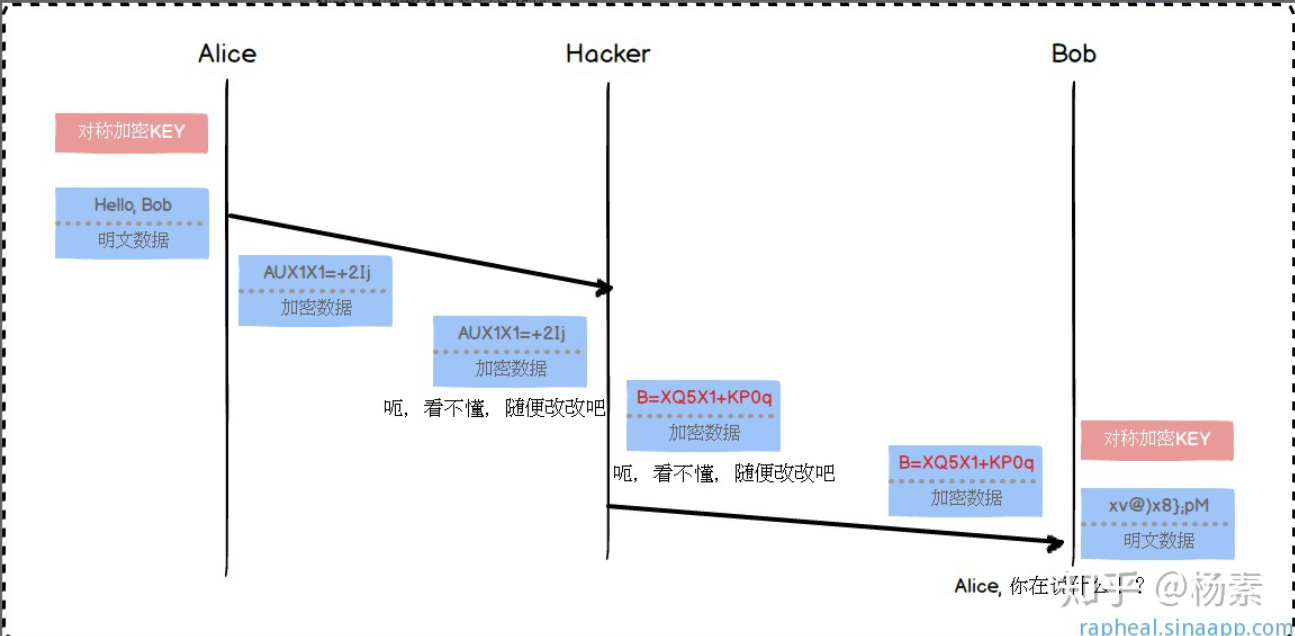 Alice
Hacker
Bob
对称加密KEY
Hello, Bob
明文数据
AUX1X1=+2Ij
加密数据
AUX1X1=+2Ij
加密数据
呃，看不懂，随便改改吧
B=XQ5X1+KP0q
加密数据
呃，看不懂，随便改改吧
B=XQ5X1+KP0q
加密数据
对称加密KEY
xv@)x8};pM
明文数据
Alice, 你在说什么！？
知乎 @杨素
rapheal.sinaapp.com